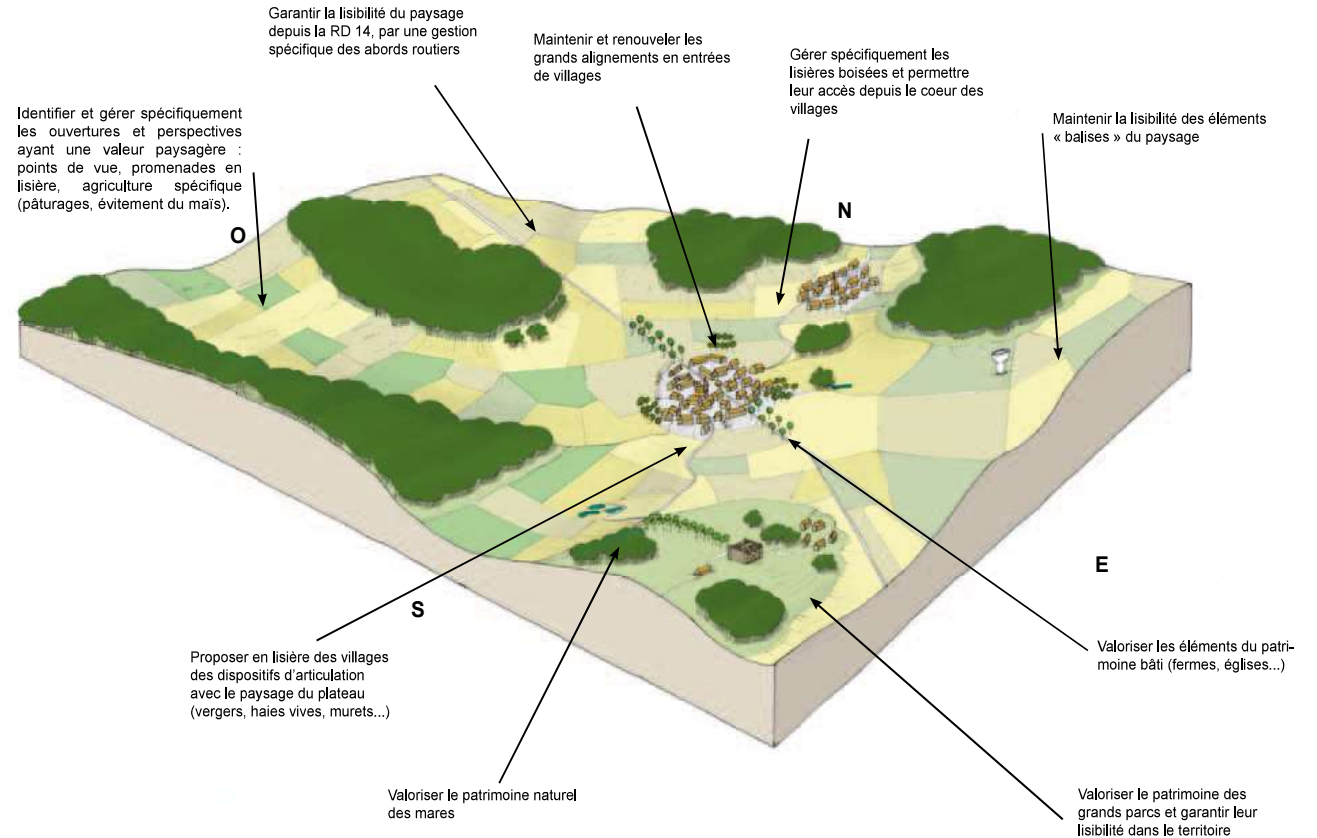 Garantir la lisibilité du paysage
depuis la RD 14, par une gestion
spécifique des abords routiers
Maintenir et renouveler les
grands alignements en entrées
de villages
Gérer spécifiquement les
lisières boisées et permettre
leur accès depuis le coeur des
villages
Identifier et gérer spécifiquement
les ouvertures et perspectives
ayant une valeur paysagère :
points de vue, promenades en
lisière, agriculture spécifique
(pâturages, évitement du maïs).
Maintenir la lisibilité des éléments
« balises » du paysage
O
N
E
S
Proposer en lisière des villages
des dispositifs d'articulation
avec le paysage du plateau
(vergers, haies vives, murets...)
Valoriser les éléments du patri-
moine bâti (fermes, églises...)
Valoriser le patrimoine naturel
des mares
Valoriser le patrimoine des
grands parcs et garantir leur
lisibilité dans le territoire